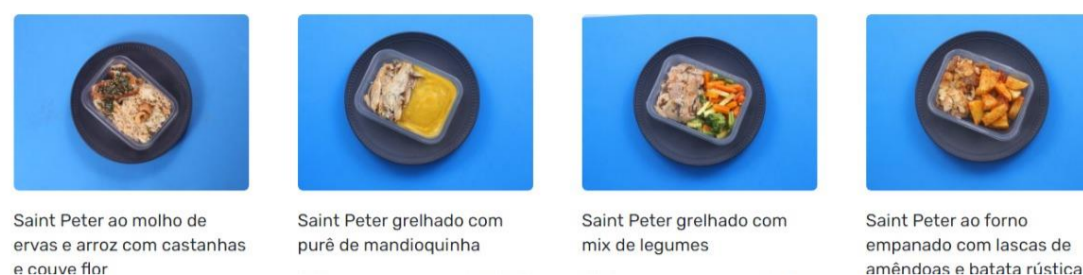 Saint Peter ao molho de
ervas e arroz com castanhas
e couve flor
Saint Peter grelhado com
purê de mandioquinha
Saint Peter grelhado com
mix de legumes
Saint Peter ao forno
empanado com lascas de
amêndoas e batata rústica